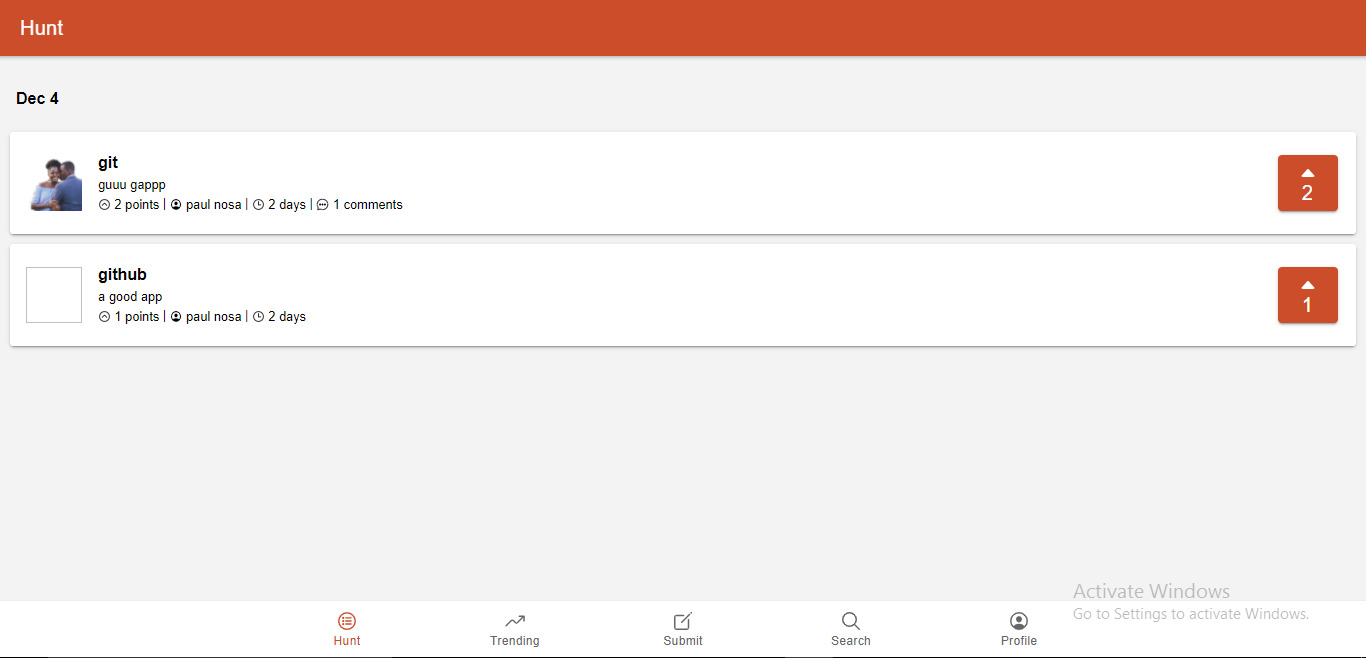 Hunt
Dec 4
git
guuu gappp
2 points | paul nosa | 2 days | 1 comments
2
github
a good app
1 points | paul nosa | 2 days
1
Activate Windows
Go to Settings to activate Windows.
Hunt Trending Submit Search Profile